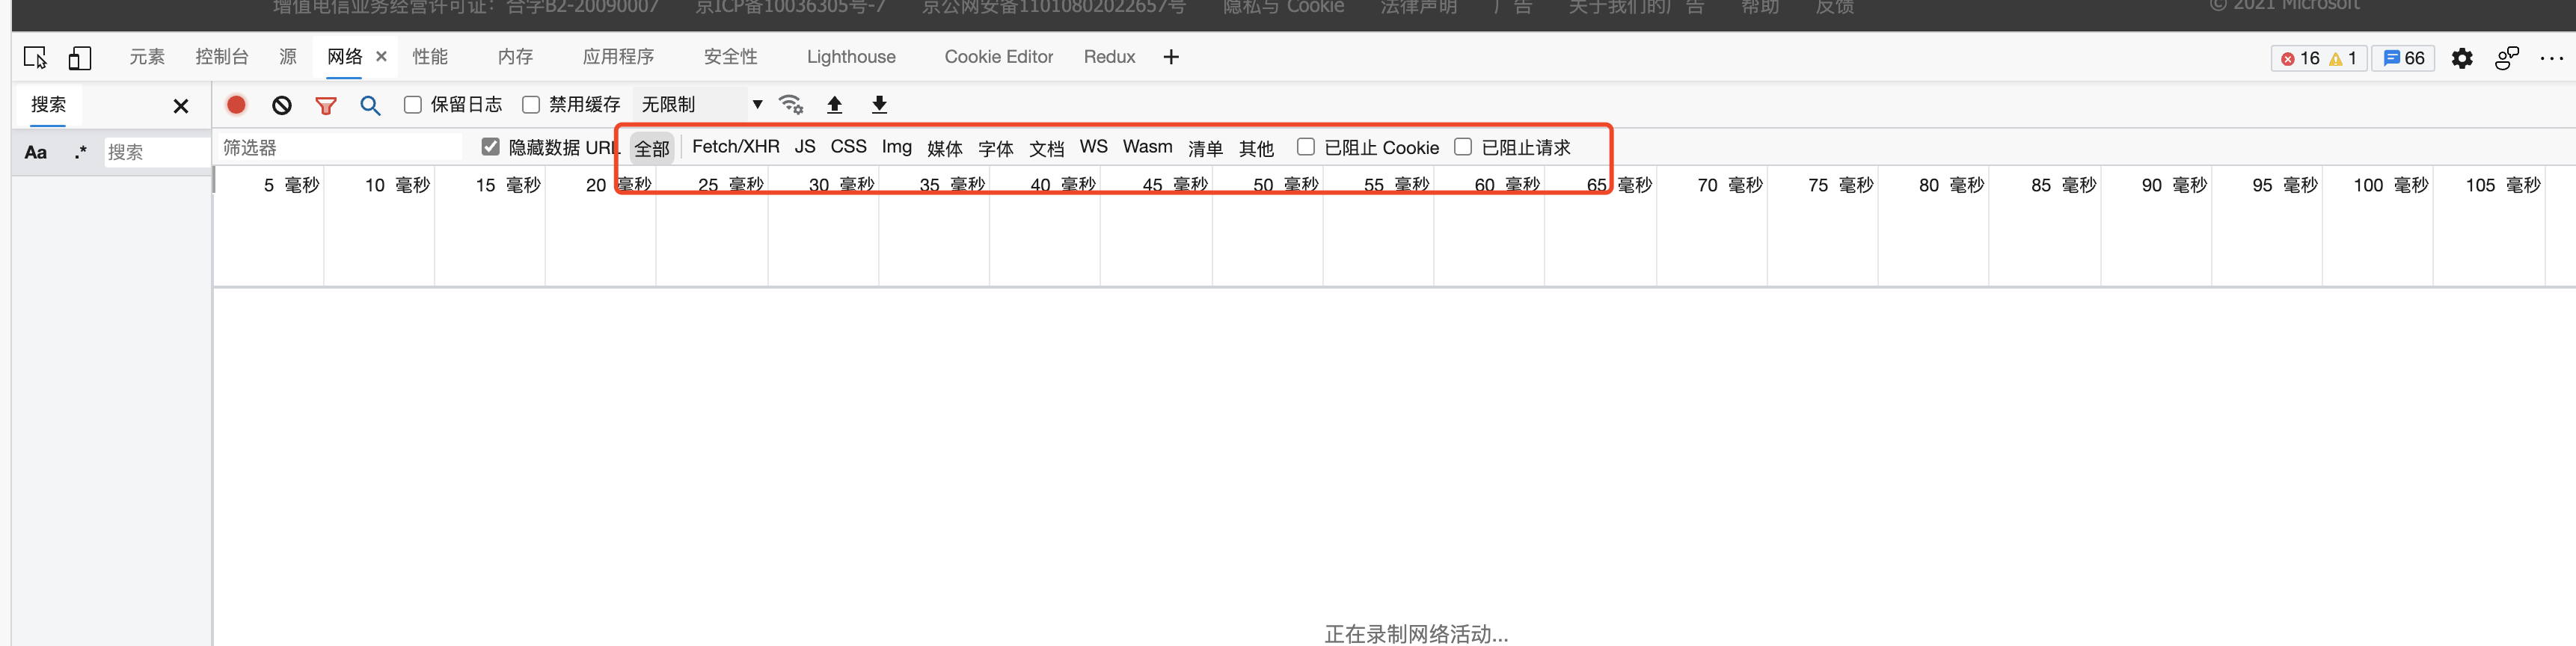 增值电信业务经营许可证：合字B2-20090007 京ICP备10036305号-7 京公网安备11010802022657号 隐私与 Cookie 法律声明 广告 关于我们的广告 帮助 反馈 © 2021 Microsoft
元素 控制台 源 网络 × 性能 内存 应用程序 安全性 Lighthouse Cookie Editor Redux + 16 1 66
搜索 × 保留日志 禁用缓存 无限制
Aa .* 搜索 筛选器 隐藏数据 URL 全部 Fetch/XHR JS CSS Img 媒体 字体 文档 WS Wasm 清单 其他 已阻止 Cookie 已阻止请求
5 毫秒 10 毫秒 15 毫秒 20 毫秒 25 毫秒 30 毫秒 35 毫秒 40 毫秒 45 毫秒 50 毫秒 55 毫秒 60 毫秒 65 毫秒 70 毫秒 75 毫秒 80 毫秒 85 毫秒 90 毫秒 95 毫秒 100 毫秒 105 毫秒
正在录制网络活动...